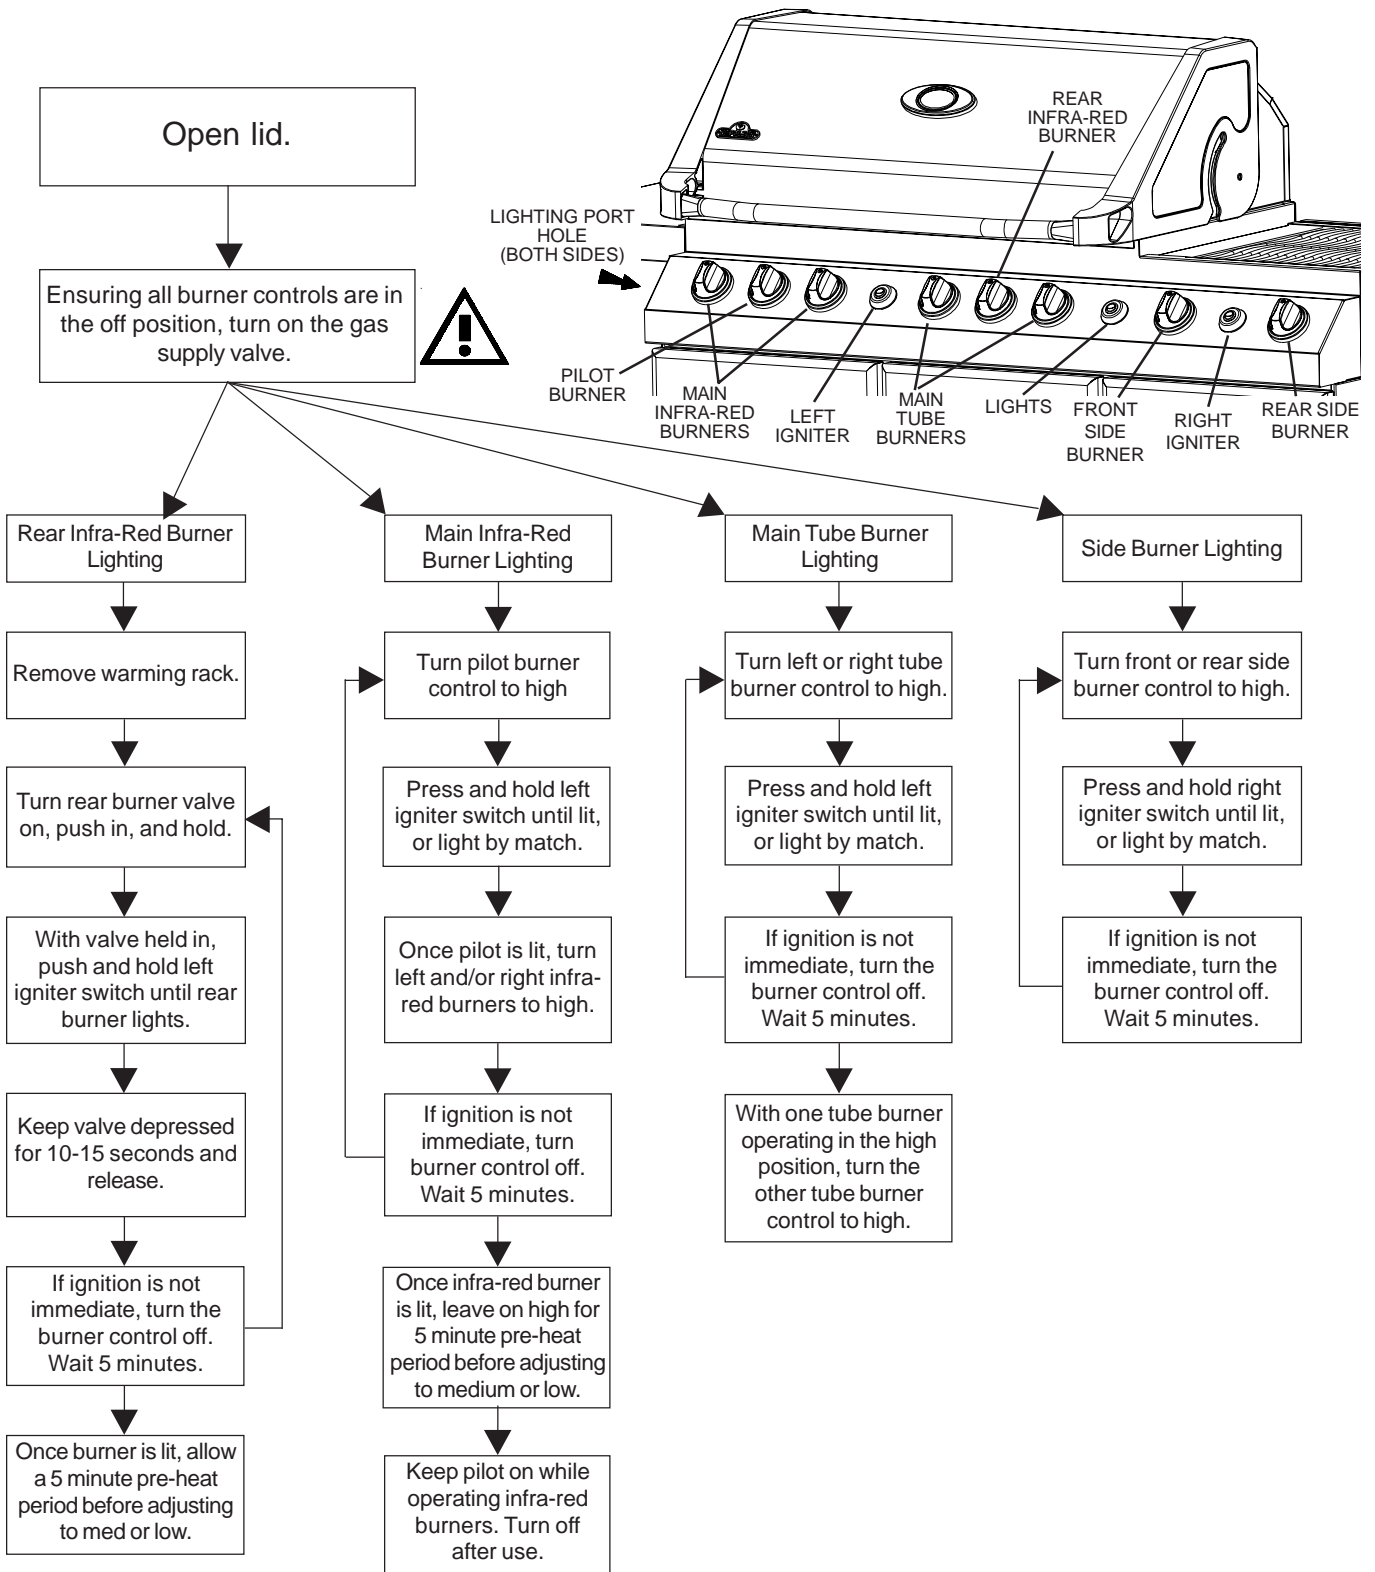 Open lid.
Ensuring all burner controls are in
the off position, turn on the gas
supply valve.
REAR
INFRA-RED
BURNER
LIGHTING PORT
HOLE
(BOTH SIDES)
PILOT
BURNER
MAIN
INFRA-RED
BURNERS
LEFT
IGNITER
MAIN
TUBE
BURNERS
LIGHTS
FRONT
SIDE
BURNER
RIGHT
IGNITER
REAR SIDE
BURNER
Rear Infra-Red Burner
Lighting
Remove warming rack.
Turn rear burner valve
on, push in, and hold.
With valve held in,
push and hold left
igniter switch until rear
burner lights.
Keep valve depressed
for 10-15 seconds and
release.
If ignition is not
immediate, turn the
burner control off.
Wait 5 minutes.
Once burner is lit, allow
a 5 minute pre-heat
period before adjusting
to med or low.
Main Infra-Red
Burner Lighting
Turn pilot burner
control to high
Press and hold left
igniter switch until lit,
or light by match.
Once pilot is lit, turn
left and/or right infra-
red burners to high.
If ignition is not
immediate, turn
burner control off.
Wait 5 minutes.
Once infra-red burner
is lit, leave on high for
5 minute pre-heat
period before adjusting
to medium or low.
Keep pilot on while
operating infra-red
burners. Turn off
after use.
Main Tube Burner
Lighting
Turn left or right tube
burner control to high.
Press and hold left
igniter switch until lit,
or light by match.
If ignition is not
immediate, turn the
burner control off.
Wait 5 minutes.
With one tube burner
operating in the high
position, turn the
other tube burner
control to high.
Side Burner Lighting
Turn front or rear side
burner control to high.
Press and hold right
igniter switch until lit,
or light by match.
If ignition is not
immediate, turn the
burner control off.
Wait 5 minutes.